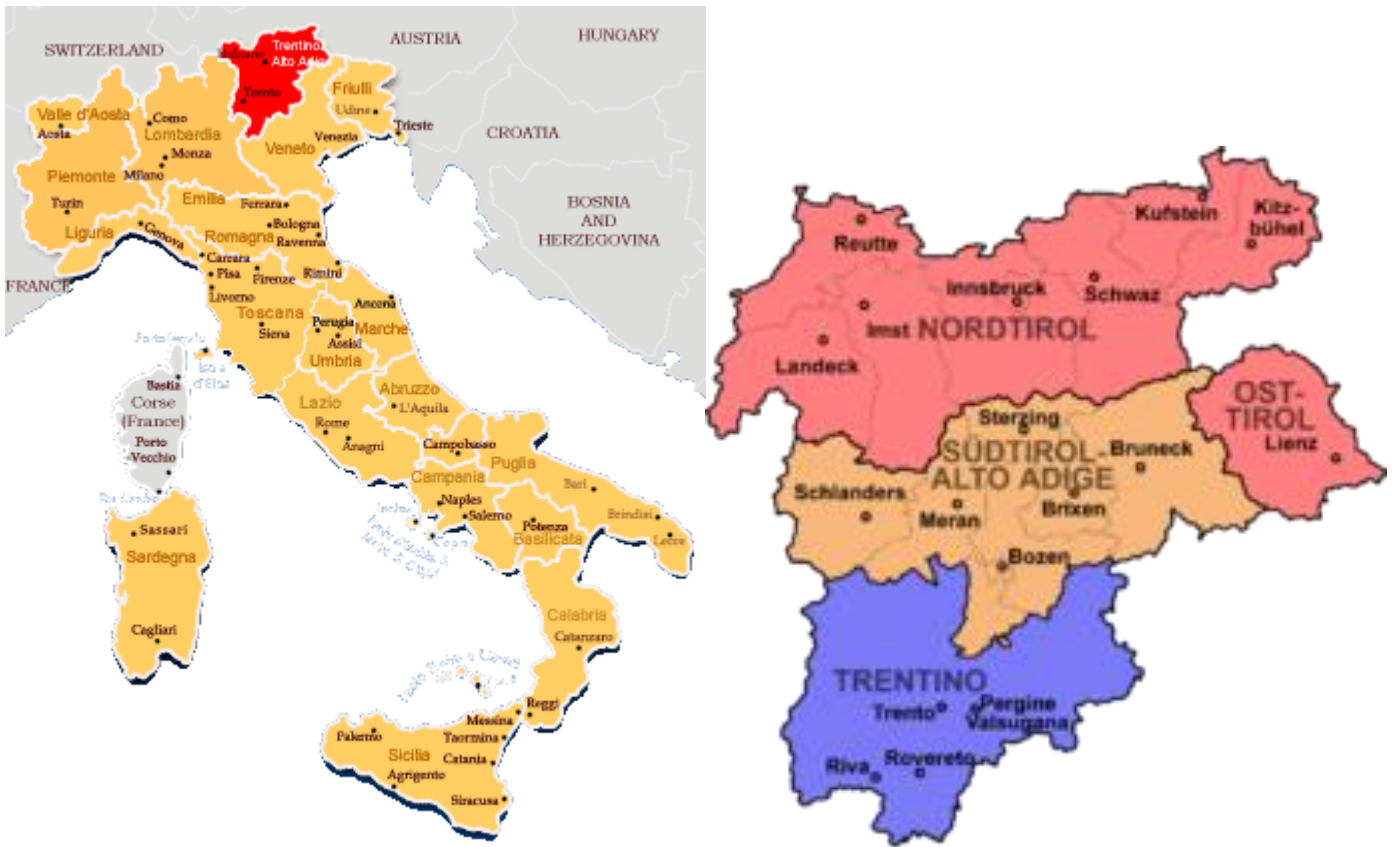 SWITZERLAND
AUSTRIA
HUNGARY
Trentino
Alto Adige
Bolzano
Trento
Friulli
Udine
Valle d'Aosta
Aosta
Como
Lombardia
Trieste
Venezia
Veneto
CROATIA
Monza
Milano
Piemonte
Turin
Emilia
Ferrara
BOSNIA
AND
HERZEGOVINA
Liguria
Genova
Romagna
Bologna
Ravenna
Carrara
Pisa
Firenze
Rimini
FRANCE
Livorno
Ancona
Toscana
Siena
Perugia
Assisi
Marche
Umbria
Bastia
Corse
(France)
Porto
Vecchio
Abruzzo
L'Aquila
Lazio
Rome
Anagni
Campobasso
Puglia
Campania
Bari
Naples
Salerno
Potenza
Basilicata
Brindisi
Lecce
Capri
Sassari
Sardegna
Cagliari
Calabria
Catanzaro
Reggi
Messina
Palermo
Taormina
Sicilia
Catania
Agrigento
Siracusa
Kufstein
Kitz-
bühel
Reutte
Innsbruck
Schwaz
Imst
NORDTIROL
Landeck
OST-
TIROL
Lienz
Sterzing
SÜDTIROL-
ALTO ADIGE
Bruneck
Schlanders
Meran
Brixen
Bozen
TRENTINO
Trento
Pergine
Valsugana
Riva
Rovereto